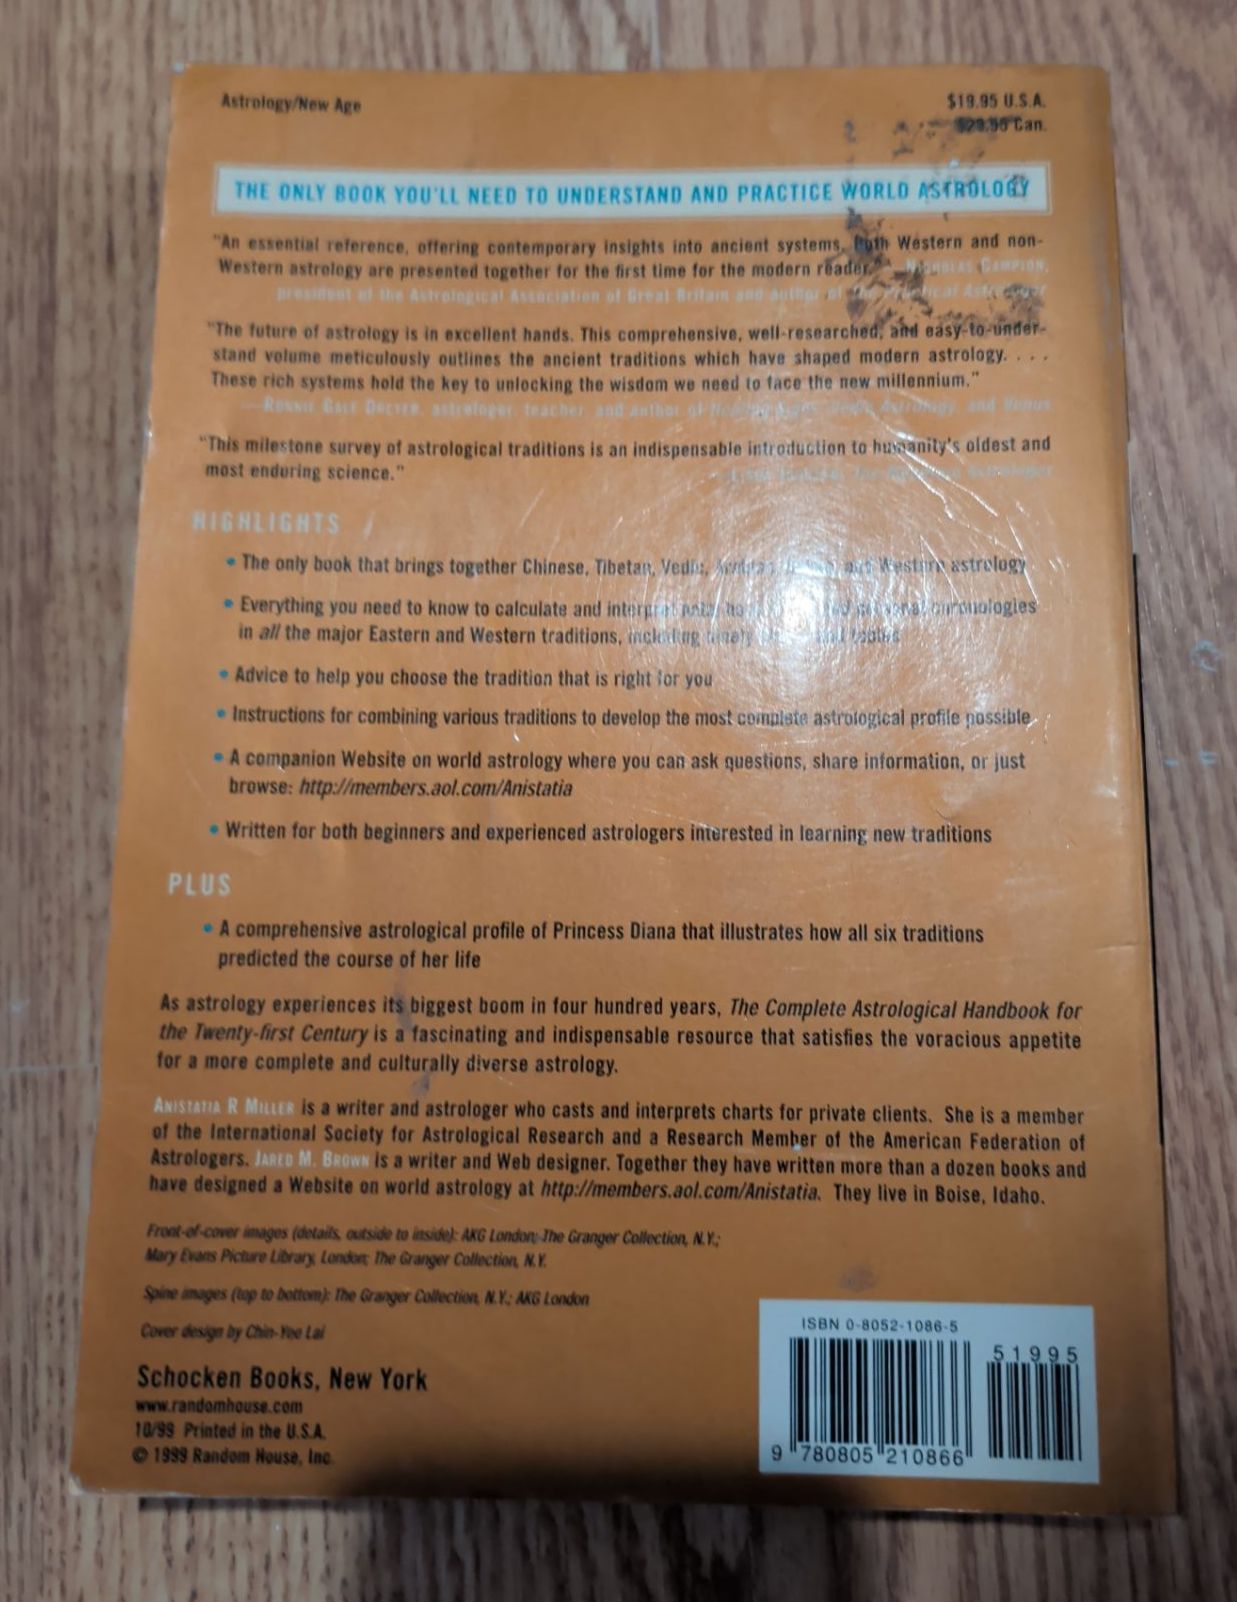 Astrology/New Age
$19.95 U.S.A.
$29.95 Can.
THE ONLY BOOK YOU'LL NEED TO UNDERSTAND AND PRACTICE WORLD ASTROLOGY
"An essential reference, offering contemporary insights into ancient systems. Both Western and non-
Western astrology are presented together for the first time for the modern reader." —NICHOLAS CAMPION,
president of the Astrological Association of Great Britain and author of The Practical Astrologer
"The future of astrology is in excellent hands. This comprehensive, well-researched, and easy-to-under-
stand volume meticulously outlines the ancient traditions which have shaped modern astrology. . . .
These rich systems hold the key to unlocking the wisdom we need to face the new millennium."
—RONNIE GALE DREYER, astrologer, teacher, and author of Healing Signs, Vedic Astrology, and Venus
"This milestone survey of astrological traditions is an indispensable introduction to humanity's oldest and
most enduring science." Astrologer
HIGHLIGHTS
• The only book that brings together Chinese, Tibetan, Vedic, and Western astrology
• Everything you need to know to calculate and interpret chronologies
in all the major Eastern and Western traditions, including
• Advice to help you choose the tradition that is right for you
• Instructions for combining various traditions to develop the most complete astrological profile possible
• A companion Website on world astrology where you can ask questions, share information, or just
browse: http://members.aol.com/Anistatia
• Written for both beginners and experienced astrologers interested in learning new traditions
PLUS
• A comprehensive astrological profile of Princess Diana that illustrates how all six traditions
predicted the course of her life
As astrology experiences its biggest boom in four hundred years, The Complete Astrological Handbook for
the Twenty-first Century is a fascinating and indispensable resource that satisfies the voracious appetite
for a more complete and culturally diverse astrology.
ANISTATIA R MILLER is a writer and astrologer who casts and interprets charts for private clients. She is a member
of the International Society for Astrological Research and a Research Member of the American Federation of
Astrologers. JARED M. BROWN is a writer and Web designer. Together they have written more than a dozen books and
have designed a Website on world astrology at http://members.aol.com/Anistatia. They live in Boise, Idaho.
Front-of-cover images (details, outside to inside): AKG London; The Granger Collection, N.Y.;
Mary Evans Picture Library, London; The Granger Collection, N.Y.
Spine images (top to bottom): The Granger Collection, N.Y.; AKG London
Cover design by Chin-Yee Lai
Schocken Books, New York
www.randomhouse.com
10/99 Printed in the U.S.A.
© 1999 Random House, Inc.
ISBN 0-8052-1086-5
51995
9 780805 210866